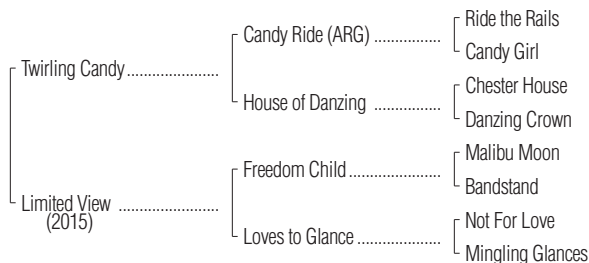 Ride the Rails
Candy Ride (ARG) ................
Candy Girl
Twirling Candy ......................
Chester House
House of Danzing ................
Danzing Crown
Malibu Moon
Freedom Child ......................
Bandstand
Limited View ........................
(2015)
Not For Love
Loves to Glance ....................
Mingling Glances